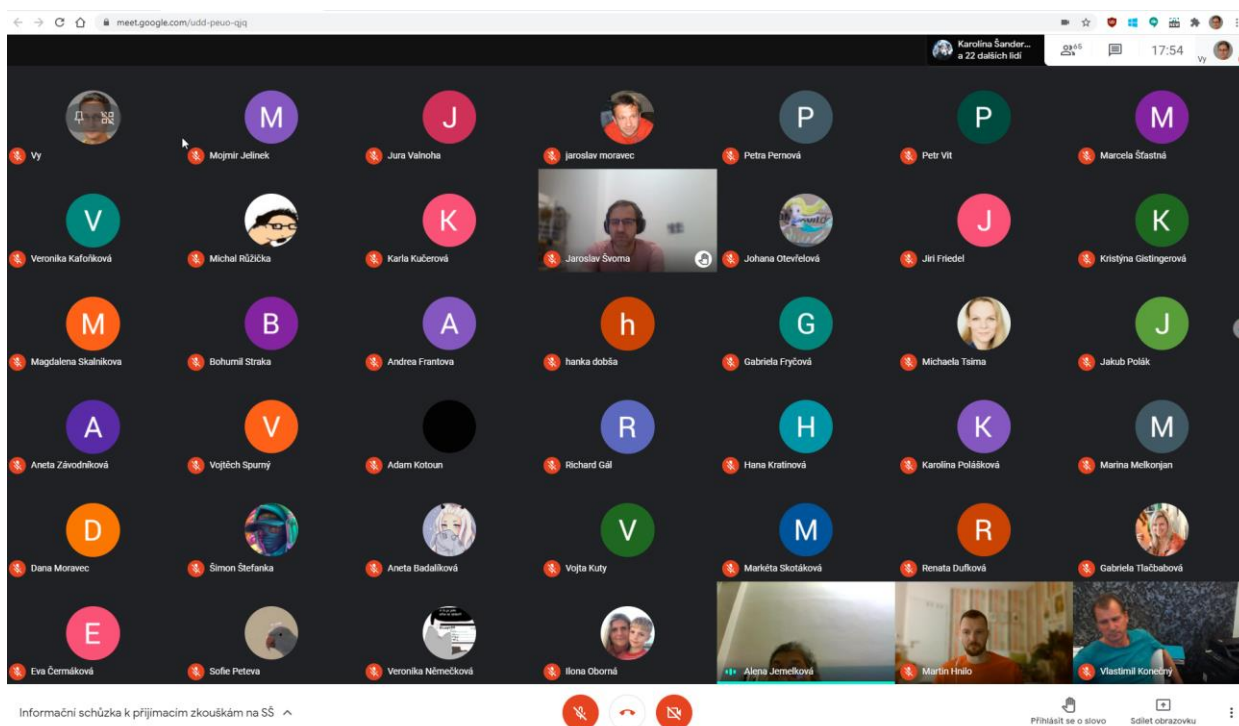 meet.google.com/udd-peuo-qjq
Karolína Šander...
a 22 dalších lidí
65
17:54
Vy
M
J
P
P
M
Vy
Mojmir Jelinek
Jura Valnoha
jaroslav moravec
Petra Pernová
Petr Vit
Marcela Šťastná
V
K
J
K
Veronika Kafoňková
Michal Růžička
Karla Kučerová
Jaroslav Švoma
Johana Otevřelová
Jiri Friedel
Kristýna Gistingerová
M
B
A
h
G
J
Magdalena Skalnikova
Bohumil Straka
Andrea Frantova
hanka dobša
Gabriela Fryčová
Michaela Tsima
Jakub Polák
A
V
R
H
K
M
Aneta Závodníková
Vojtěch Spurný
Adam Kotoun
Richard Gál
Hana Kratinová
Karolína Polášková
Marina Melkonjan
D
V
M
R
Dana Moravec
Šimon Štefanka
Aneta Badalíková
Vojta Kuty
Markéta Skotáková
Renata Dufková
Gabriela Tlačbabová
E
Eva Čermáková
Sofie Peteva
Veronika Němečková
Ilona Oborná
Alena Jemelková
Martin Hnilo
Vlastimil Konečný
Informační schůzka k přijímacím zkouškám na SŠ
Přihlásit se o slovo
Sdílet obrazovku